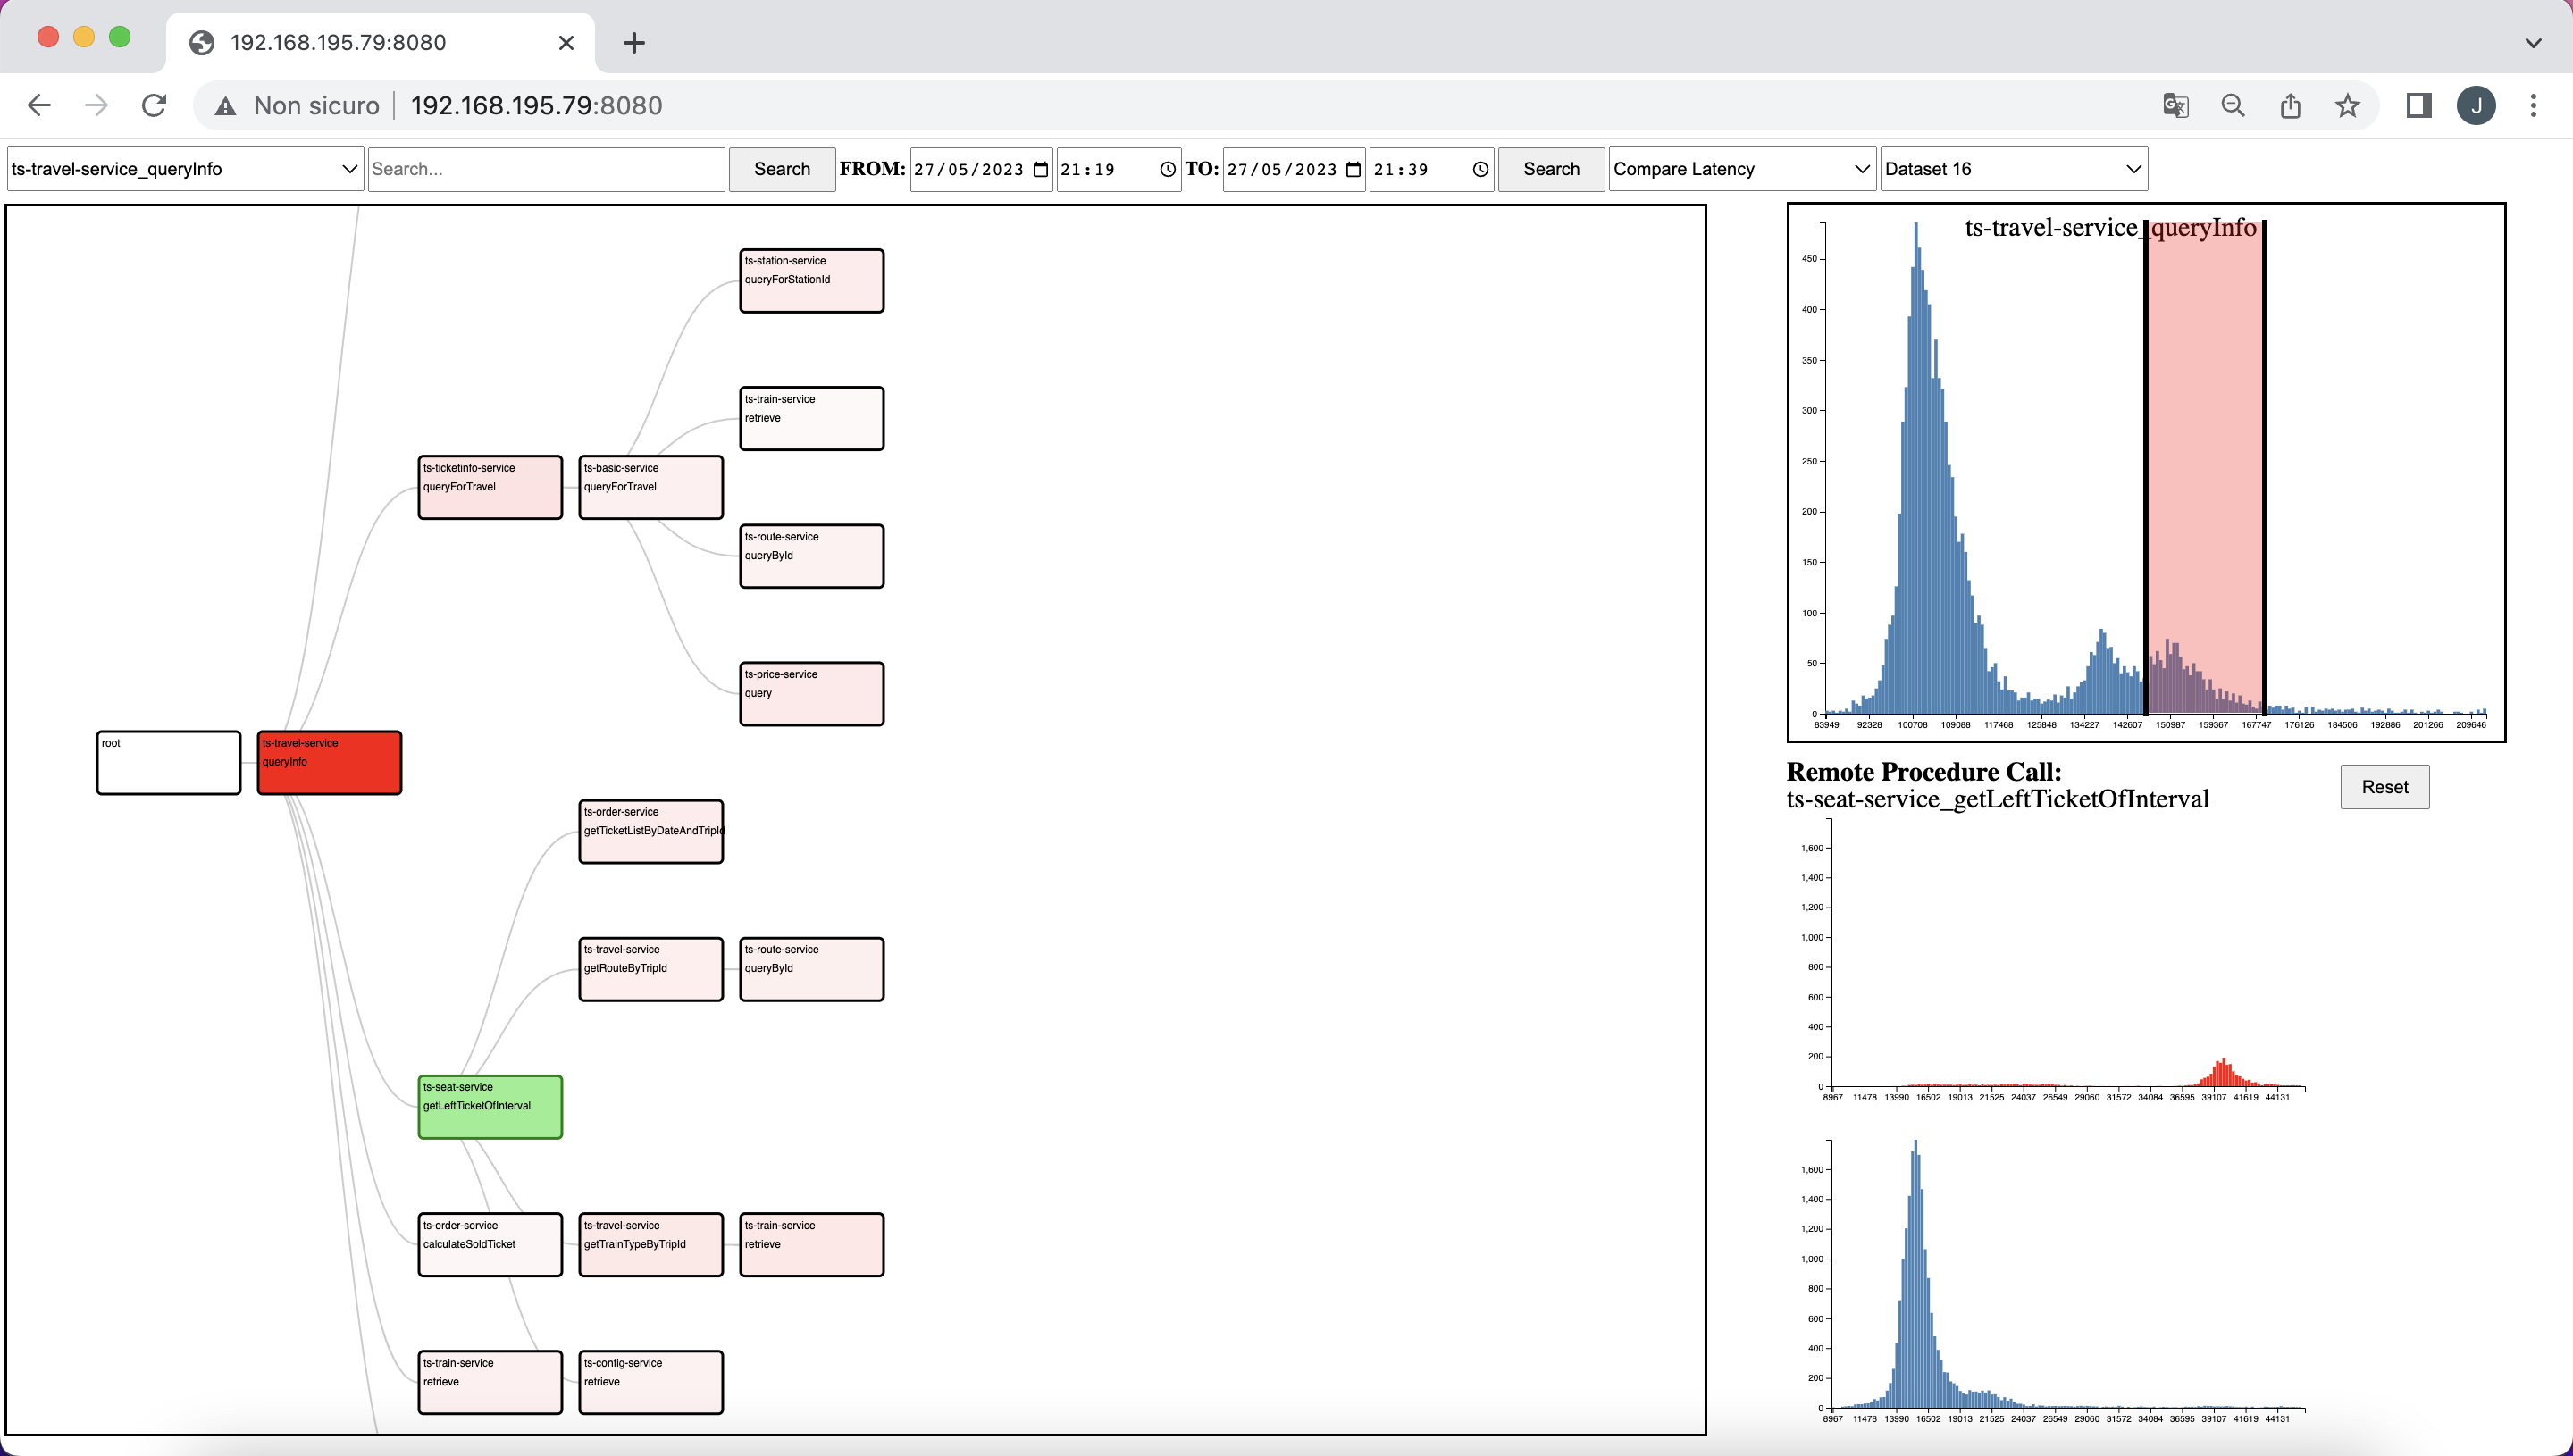 192.168.195.79:8080
Non sicuro
192.168.195.79:8080
J
ts-travel-service_queryInfo
Search...
Search
FROM: 27/05/2023 21:19 TO: 27/05/2023 21:39
Search
Compare Latency
Dataset 16
ts-station-service
queryForStationId
ts-train-service
retrieve
ts-ticketinfo-service
queryForTravel
ts-basic-service
queryForTravel
ts-route-service
queryById
ts-price-service
query
root
ts-travel-service
queryInfo
ts-order-service
getTicketListByDateAndTripId
ts-travel-service
getRouteByTripId
ts-route-service
queryById
ts-seat-service
getLeftTicketOfInterval
ts-order-service
calculateSoldTicket
ts-travel-service
getTrainTypeByTripId
ts-train-service
retrieve
ts-train-service
retrieve
ts-config-service
retrieve
ts-travel-service_queryInfo
450
400
350
300
250
200
150
100
50
0
83949 92328 100708 109088 117468 125848 134227 142607 150987 159367 167747 176126 184506 192886 201266 209646
Remote Procedure Call:
ts-seat-service_getLeftTicketOfInterval
Reset
1,600
1,400
1,200
1,000
800
600
400
200
0
8967 11478 13990 16502 19013 21525 24037 26549 29060 31572 34084 36595 39107 41619 44131
1,600
1,400
1,200
1,000
800
600
400
200
0
8967 11478 13990 16502 19013 21525 24037 26549 29060 31572 34084 36595 39107 41619 44131